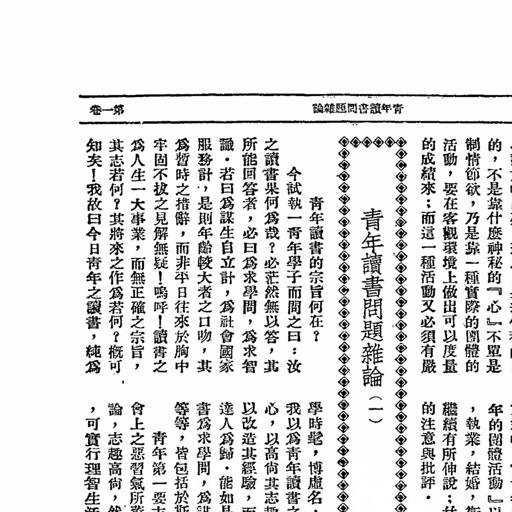 青年讀書問題雜論
第一卷
的,不是靠什麼神秘的『心』不單是
制情節欲,乃是靠一種實際的團體的
活動,要在客觀環境上做出可以度量
的成績來;而這一種活動又必須有嚴
年的團體活動』以
,執業,結婚,
繼續有所伸說;
的注意與批評.
青年讀書問題雜論(一)
青年讀書的宗旨何在?
今試執一青年學子而問之曰:汝
之讀書果何爲哉?必茫然無以答,其
所能回答者,必曰爲求學問,爲求智
識.若曰爲謀生自立計,爲社會國家
服務計,是則年齡較大者之口吻,其
爲暫時之措辭,而非平日往來於胸中
牢固不拔之見解無疑!嗚呼!讀書之
爲人生一大事業,而無正確之宗旨,
其志若何?其將來之作爲若何?概可
知矣!我故曰今日青年之讀書,純爲
學時髦,博虛名,
我以爲青年讀書之
心,以高尚其志趣
以改造其經驗,而
達人爲歸.能如是
書爲求學問,爲謀
等等,皆包括於斯
青年第一要志
會上之惡習氣所
論,志趣高尚,然
,可實行理智生活